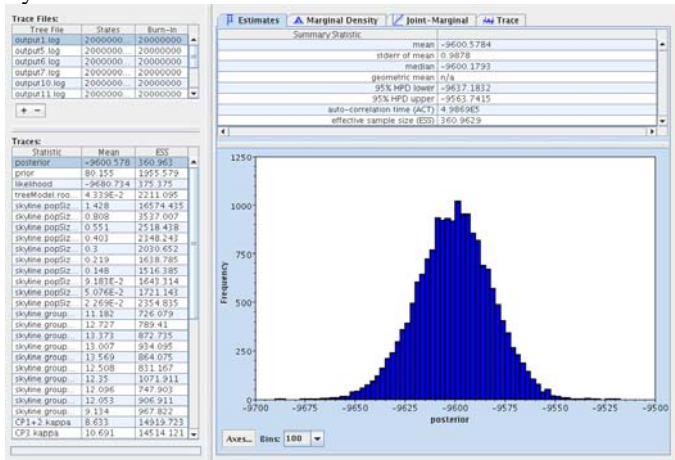 Trace Files:
Tree File States Burn-In
output1.log 2000000... 20000000
output5.log 2000000... 20000000
output6.log 2000000... 20000000
output7.log 2000000... 20000000
output10.log 2000000... 20000000
output11.log 2000000... 20000000
+ -
Traces:
Statistic Mean ESS
posterior -9600.578 360.963
prior 80.155 1955.579
likelihood -9680.734 375.375
treeModel.roo... 4.339E-2 2211.095
skyline.popSiz... 1.428 16574.435
skyline.popSiz... 0.808 3537.007
skyline.popSiz... 0.551 2518.438
skyline.popSiz... 0.403 2348.243
skyline.popSiz... 0.3 2030.652
skyline.popSiz... 0.219 1638.785
skyline.popSiz... 0.148 1516.385
skyline.popSiz... 9.183E-2 1643.314
skyline.popSiz... 5.076E-2 1721.143
skyline.popSiz... 2.269E-2 2354.835
skyline.group... 11.182 726.079
skyline.group... 12.727 789.41
skyline.group... 13.373 872.735
skyline.group... 13.007 934.095
skyline.group... 13.569 864.075
skyline.group... 12.508 831.167
skyline.group... 12.35 1071.911
skyline.group... 12.096 747.903
skyline.group... 12.053 906.911
skyline.group... 9.134 967.822
CP1+2.kappa 8.633 14919.723
CP3.kappa 10.691 14514.121
Estimates Marginal Density Joint-Marginal Trace
Summary Statistic
mean -9600.5784
stderr of mean 0.9878
median -9600.1793
geometric mean n/a
95% HPD lower -9637.1832
95% HPD upper -9563.7415
auto-correlation time (ACT) 4.9869E5
effective sample size (ESS) 360.9629
1250
1000
750
500
250
0
Frequency
-9700 -9675 -9650 -9625 -9600 -9575 -9550 -9525 -9500
posterior
Axes... Bins: 100